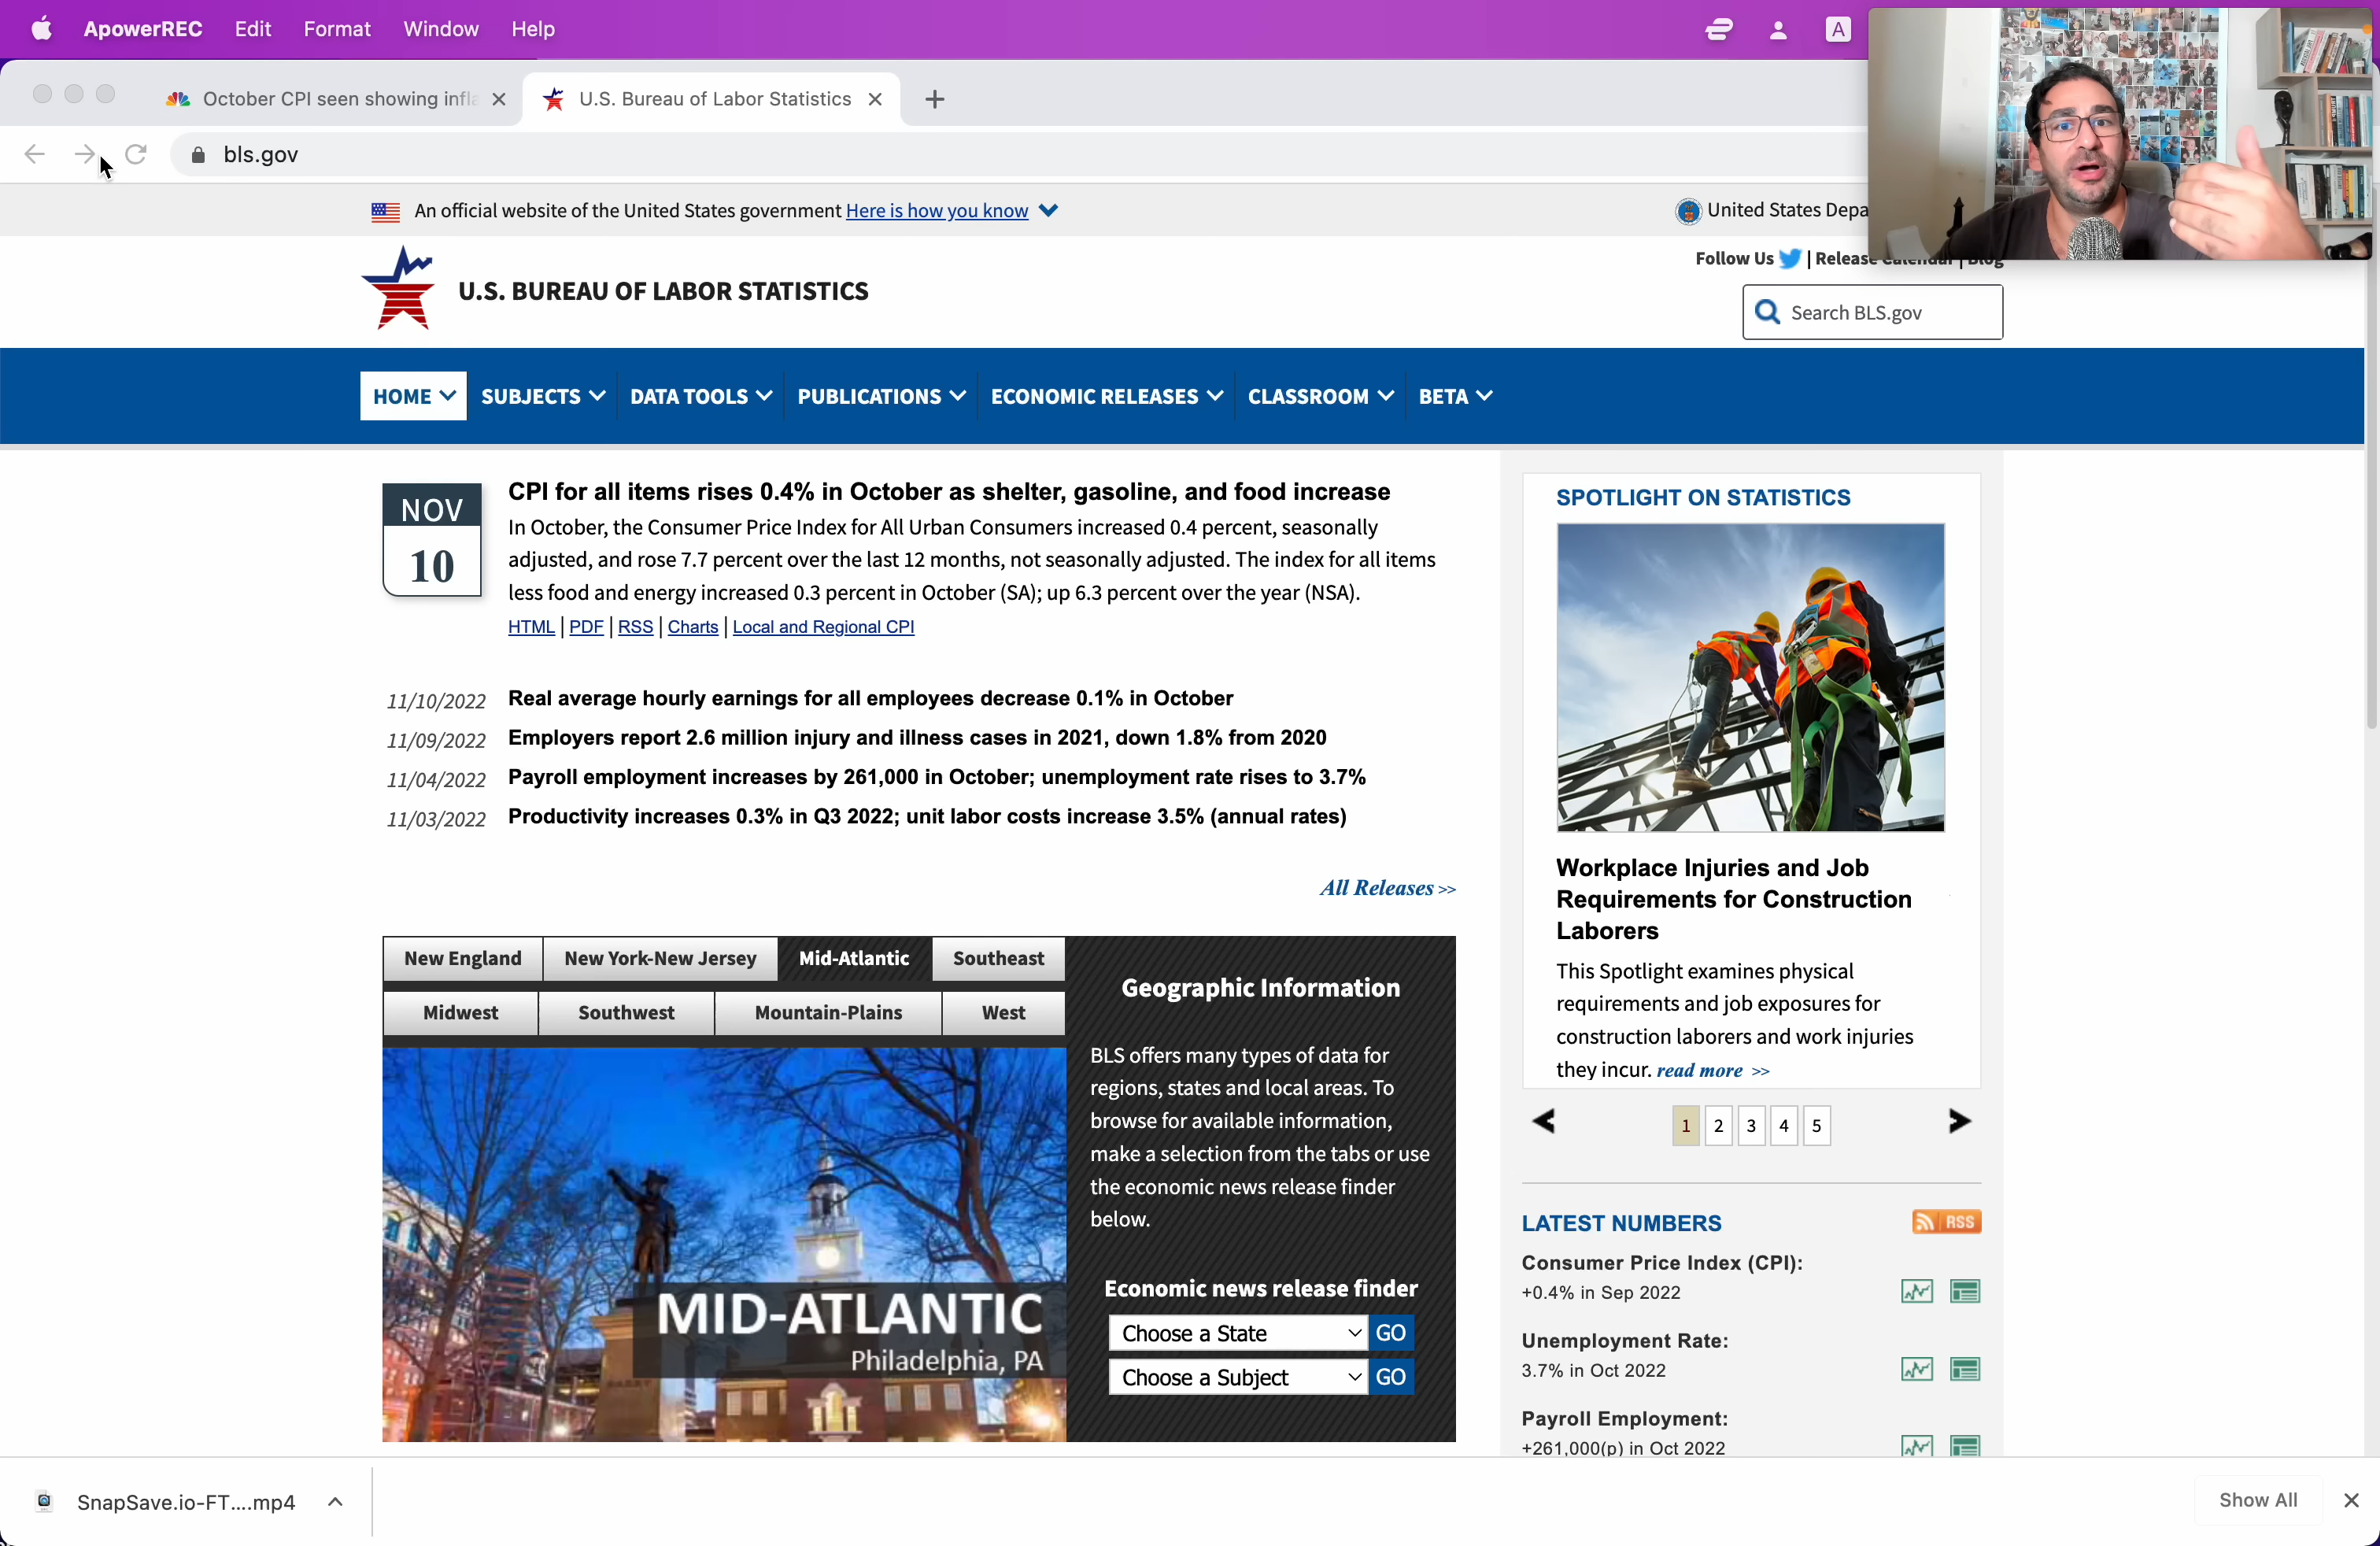 ApowerREC Edit Format Window Help
A
October CPI seen showing infla
U.S. Bureau of Labor Statistics
bls.gov
An official website of the United States government Here is how you know
United States Depa
Follow Us | Release Calendar | Blog
U.S. BUREAU OF LABOR STATISTICS
Search BLS.gov
HOME SUBJECTS DATA TOOLS PUBLICATIONS ECONOMIC RELEASES CLASSROOM BETA
NOV
10
CPI for all items rises 0.4% in October as shelter, gasoline, and food increase
In October, the Consumer Price Index for All Urban Consumers increased 0.4 percent, seasonally
adjusted, and rose 7.7 percent over the last 12 months, not seasonally adjusted. The index for all items
less food and energy increased 0.3 percent in October (SA); up 6.3 percent over the year (NSA).
HTML | PDF | RSS | Charts | Local and Regional CPI
11/10/2022 Real average hourly earnings for all employees decrease 0.1% in October
11/09/2022 Employers report 2.6 million injury and illness cases in 2021, down 1.8% from 2020
11/04/2022 Payroll employment increases by 261,000 in October; unemployment rate rises to 3.7%
11/03/2022 Productivity increases 0.3% in Q3 2022; unit labor costs increase 3.5% (annual rates)
All Releases >>
New England New York-New Jersey Mid-Atlantic Southeast
Midwest Southwest Mountain-Plains West
MID-ATLANTIC
Philadelphia, PA
Geographic Information
BLS offers many types of data for
regions, states and local areas. To
browse for available information,
make a selection from the tabs or use
the economic news release finder
below.
Economic news release finder
Choose a State GO
Choose a Subject GO
SPOTLIGHT ON STATISTICS
Workplace Injuries and Job
Requirements for Construction
Laborers
This Spotlight examines physical
requirements and job exposures for
construction laborers and work injuries
they incur. read more >>
1 2 3 4 5
LATEST NUMBERS
RSS
Consumer Price Index (CPI):
+0.4% in Sep 2022
Unemployment Rate:
3.7% in Oct 2022
Payroll Employment:
+261,000(p) in Oct 2022
SnapSave.io-FT....mp4
Show All